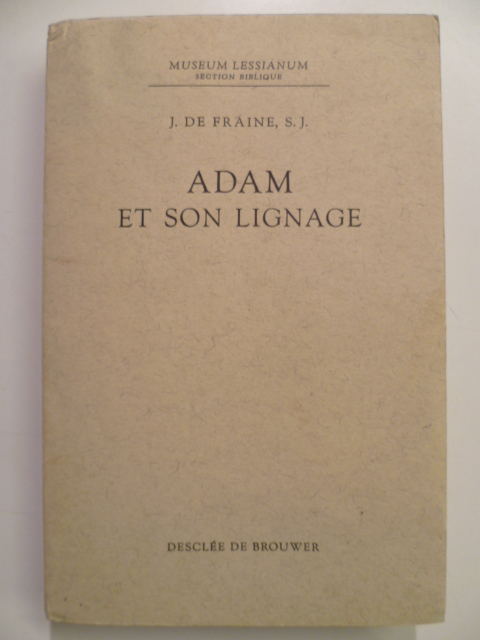 MUSEUM LESSIANUM
SECTION BIBLIQUE
J. DE FRAINE, S. J.
ADAM
ET SON LIGNAGE
DESCLÉE DE BROUWER